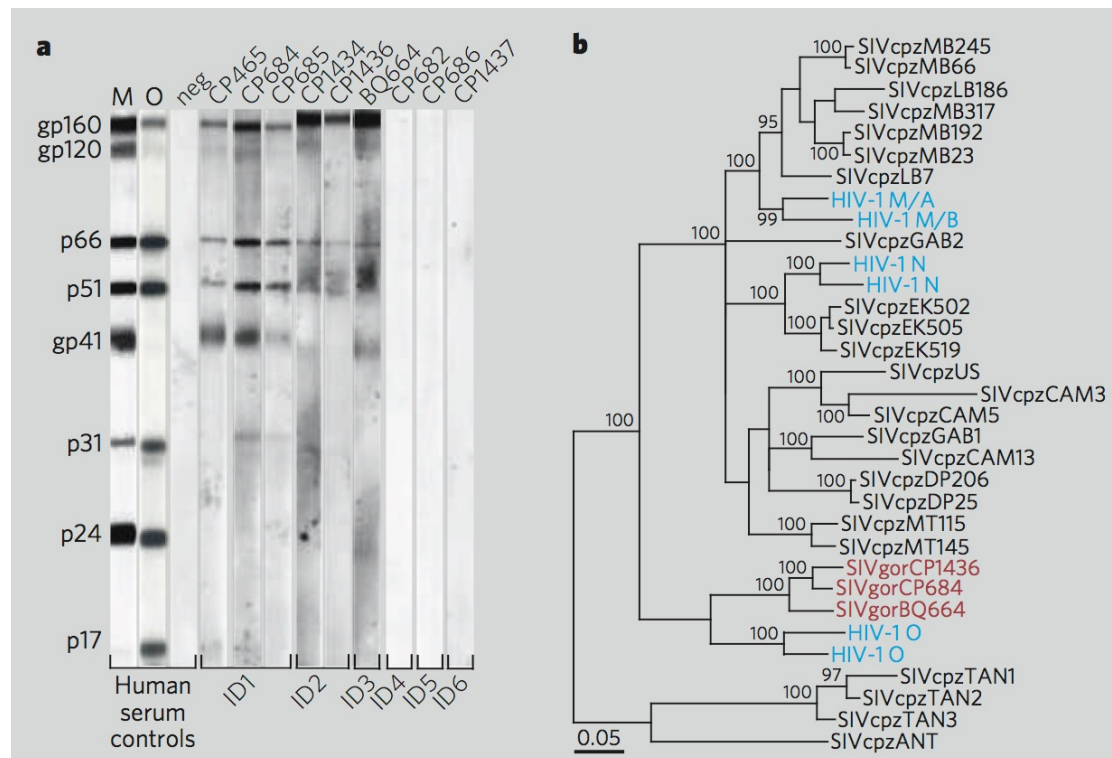 a
M O neg CP465 CP684 CP685 CP1434 CP1436 BQ664 CP682 CP686 CP1437
gp160
gp120
p66
p51
gp41
p31
p24
p17
Human
serum
controls
ID1 ID2 ID3 ID4 ID5 ID6
b
100 SIVcpzMB245
SIVcpzMB66
SIVcpzLB186
SIVcpzMB317
95 SIVcpzMB192
100 SIVcpzMB23
100 SIVcpzLB7
HIV-1 M/A
99 HIV-1 M/B
100 SIVcpzGAB2
100 HIV-1 N
HIV-1 N
100 SIVcpzEK502
SIVcpzEK505
100 SIVcpzEK519
100 SIVcpzUS
SIVcpzCAM3
100 SIVcpzCAM5
100 100 SIVcpzGAB1
SIVcpzCAM13
100 SIVcpzDP206
SIVcpzDP25
100 SIVcpzMT115
SIVcpzMT145
100 SIVgorCP1436
100 SIVgorCP684
SIVgorBQ664
100 HIV-1 O
HIV-1 O
97 SIVcpzTAN1
100 SIVcpzTAN2
SIVcpzTAN3
0.05 SIVcpzANT